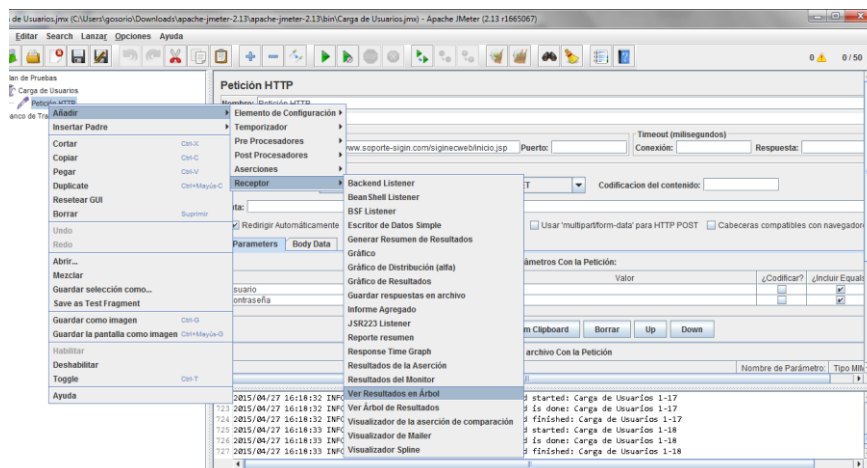 de Usuarios.jmx (C:\Users\gosorio\Downloads\apache-jmeter-2.13\apache-jmeter-2.13\bin\Carga de Usuarios.jmx) - Apache JMeter (2.13 r1665067)
Editar Search Lanzar Opciones Ayuda
0 0 / 50
lan de Pruebas
Carga de Usuarios
Petición HTTP
anco de Tra
Petición HTTP
Nombre: Petición HTTP
Añadir
Insertar Padre
Cortar Ctrl-X
Copiar Ctrl-C
Pegar Ctrl-V
Duplicate Ctrl+Mayús-C
Resetear GUI
Borrar Suprimir
Undo
Redo
Abrir...
Mezclar
Guardar selección como...
Save as Test Fragment
Guardar como imagen Ctrl-G
Guardar la pantalla como imagen Ctrl+Mayús-G
Habilitar
Deshabilitar
Toggle Ctrl-T
Ayuda
Elemento de Configuración
Temporizador
Pre Procesadores
Post Procesadores
Aserciones
Receptor
Backend Listener
BeanShell Listener
BSF Listener
Escritor de Datos Simple
Generar Resumen de Resultados
Gráfico
Gráfico de Distribución (alfa)
Gráfico de Resultados
Guardar respuestas en archivo
Informe Agregado
JSR223 Listener
Reporte resumen
Response Time Graph
Resultados de la Aserción
Resultados del Monitor
Ver Resultados en Árbol
Ver Árbol de Resultados
Visualizador de la aserción de comparación
Visualizador de Mailer
Visualizador Spline
Timeout (milisegundos)
ww.soporte-sigin.com/siginecweb/inicio.jsp Puerto: Conexión: Respuesta:
T Codificacion del contenido:
ta:
Redirigir Automáticamente Usar 'multipart/form-data' para HTTP POST Cabeceras compatibles con navegadore
Parameters Body Data
ámetros Con la Petición:
Valor ¿Codificar? ¿Incluir Equals
suario
ontraseña
m Clipboard Borrar Up Down
archivo Con la Petición
Nombre de Parámetro: Tipo MIM
2015/04/27 16:18:32 INFO d started: Carga de Usuarios 1-17
723 2015/04/27 16:18:32 INFO d is done: Carga de Usuarios 1-17
724 2015/04/27 16:18:32 INFO d finished: Carga de Usuarios 1-17
725 2015/04/27 16:18:33 INFO d started: Carga de Usuarios 1-18
726 2015/04/27 16:18:33 INFO d is done: Carga de Usuarios 1-18
727 2015/04/27 16:18:33 INFO d finished: Carga de Usuarios 1-18